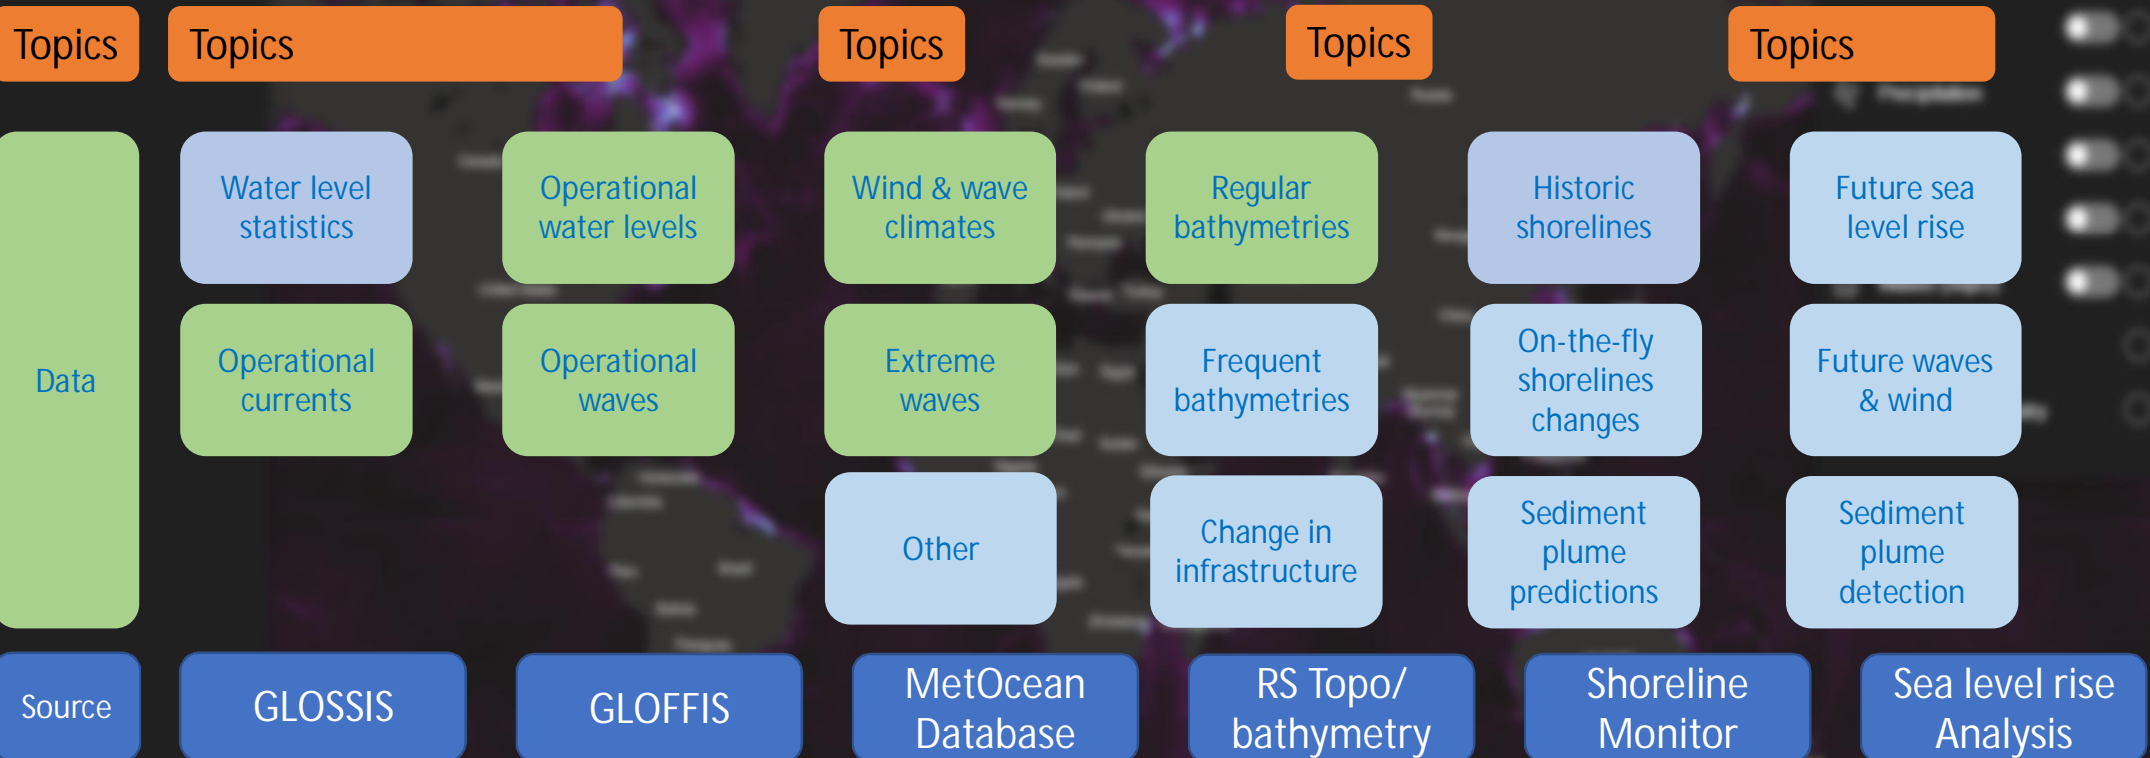 Topics
Topics
Topics
Topics
Topics
Data
Water level
statistics
Operational
water levels
Wind & wave
climates
Regular
bathymetries
Historic
shorelines
Future sea
level rise
Operational
currents
Operational
waves
Extreme
waves
Frequent
bathymetries
On-the-fly
shorelines
changes
Future waves
& wind
Other
Change in
infrastructure
Sediment
plume
predictions
Sediment
plume
detection
Source
GLOSSIS
GLOFFIS
MetOcean
Database
RS Topo/
bathymetry
Shoreline
Monitor
Sea level rise
Analysis